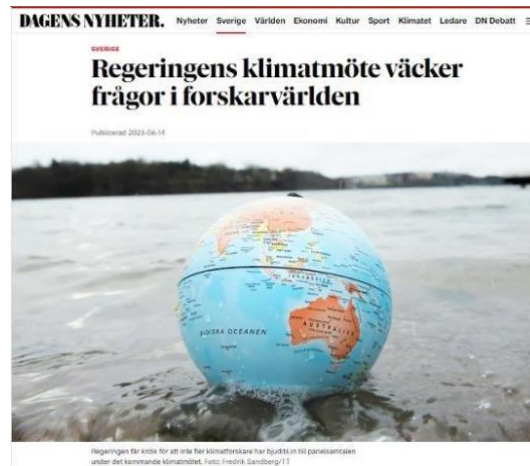 DAGENS NYHETER. Nyheter Sverige Världen Ekonomi Kultur Sport Klimatet Ledare DN Debatt
SVERIGE
Regeringens klimatmöte väcker
frågor i forskarvärlden
Publicerad 2023-06-14
INDONESIEN
INDISKA OCEANEN
AUSTRALIEN
Regeringen får kritik för att inte fler klimatforskare har bjudits in till panelsamtalen
under det kommande klimatmötet. Foto: Fredrik Sandberg/TT